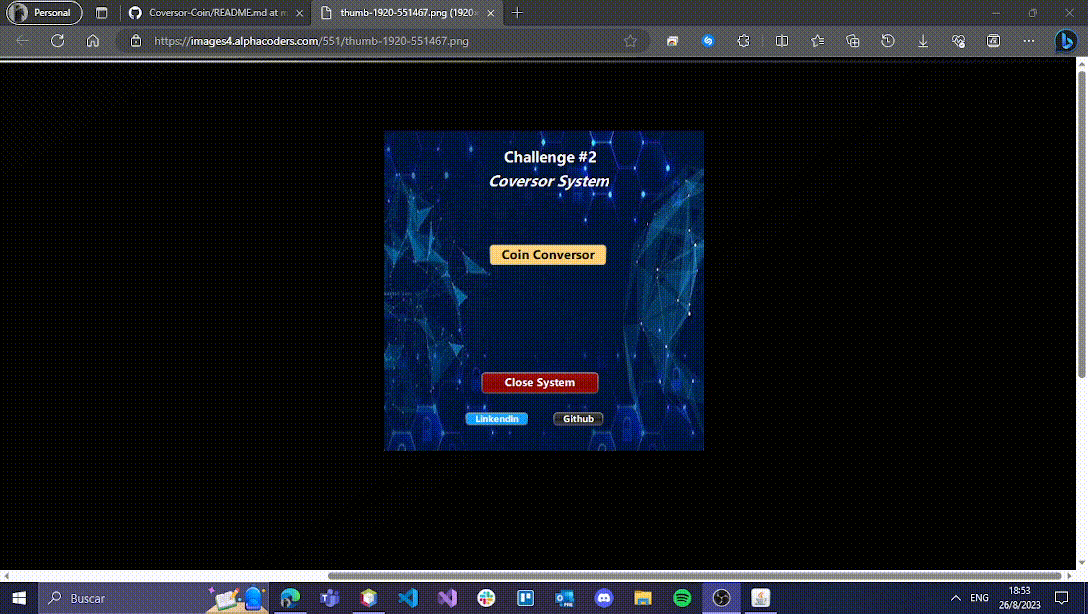 Personal
Coversor-Coin/README.md at m
thumb-1920-551467.png (1920×
https://images4.alphacoders.com/551/thumb-1920-551467.png
Challenge #2
Coversor System
Coin Conversor
Close System
Linkendin
Github
Buscar
ENG
18:53
26/8/2023